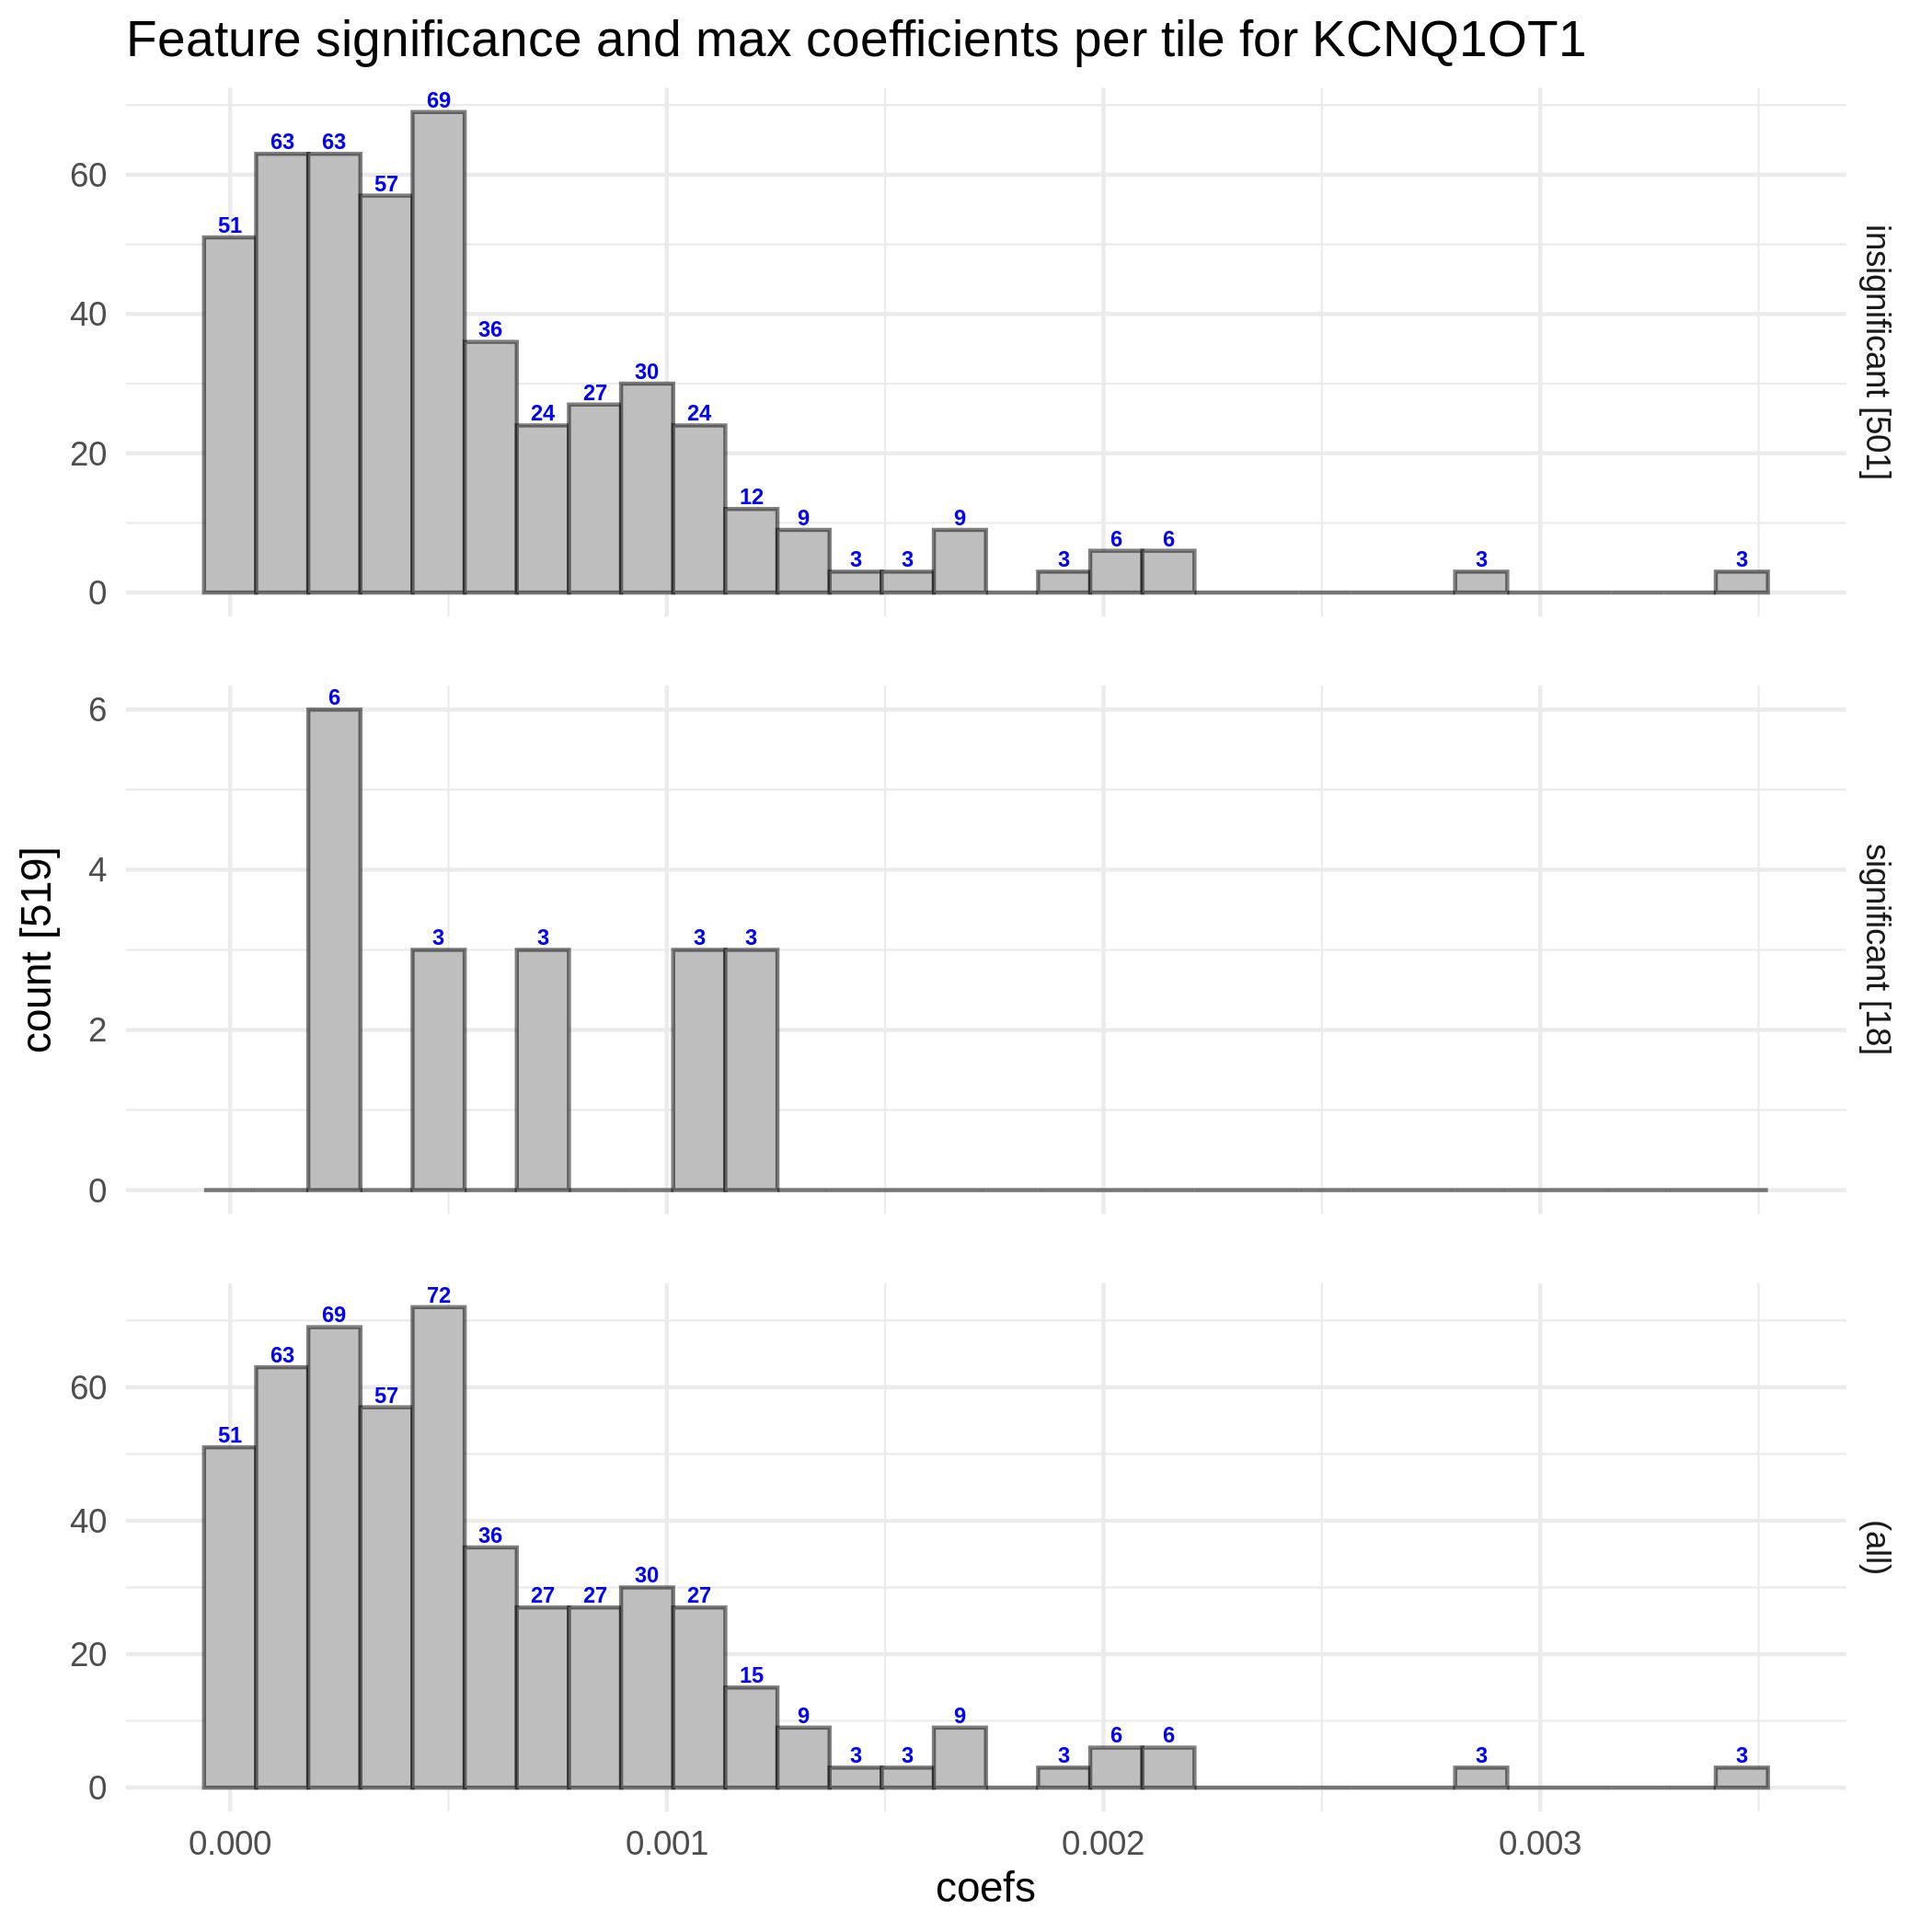 Feature significance and max coefficients per tile for KCNQ1OT1
69
63 63
57
51
36
24 27 30 24
12 9 3 3 9 3 6 6 3 3
60
40
20
0
insignificant [501]
6
3 3 3 3
6
4
2
0
significant [18]
count [519]
72
69
63
57
51
36
27 27 30 27
15 9 3 3 9 3 6 6 3 3
60
40
20
0
(all)
0.000 0.001 0.002 0.003
coefs